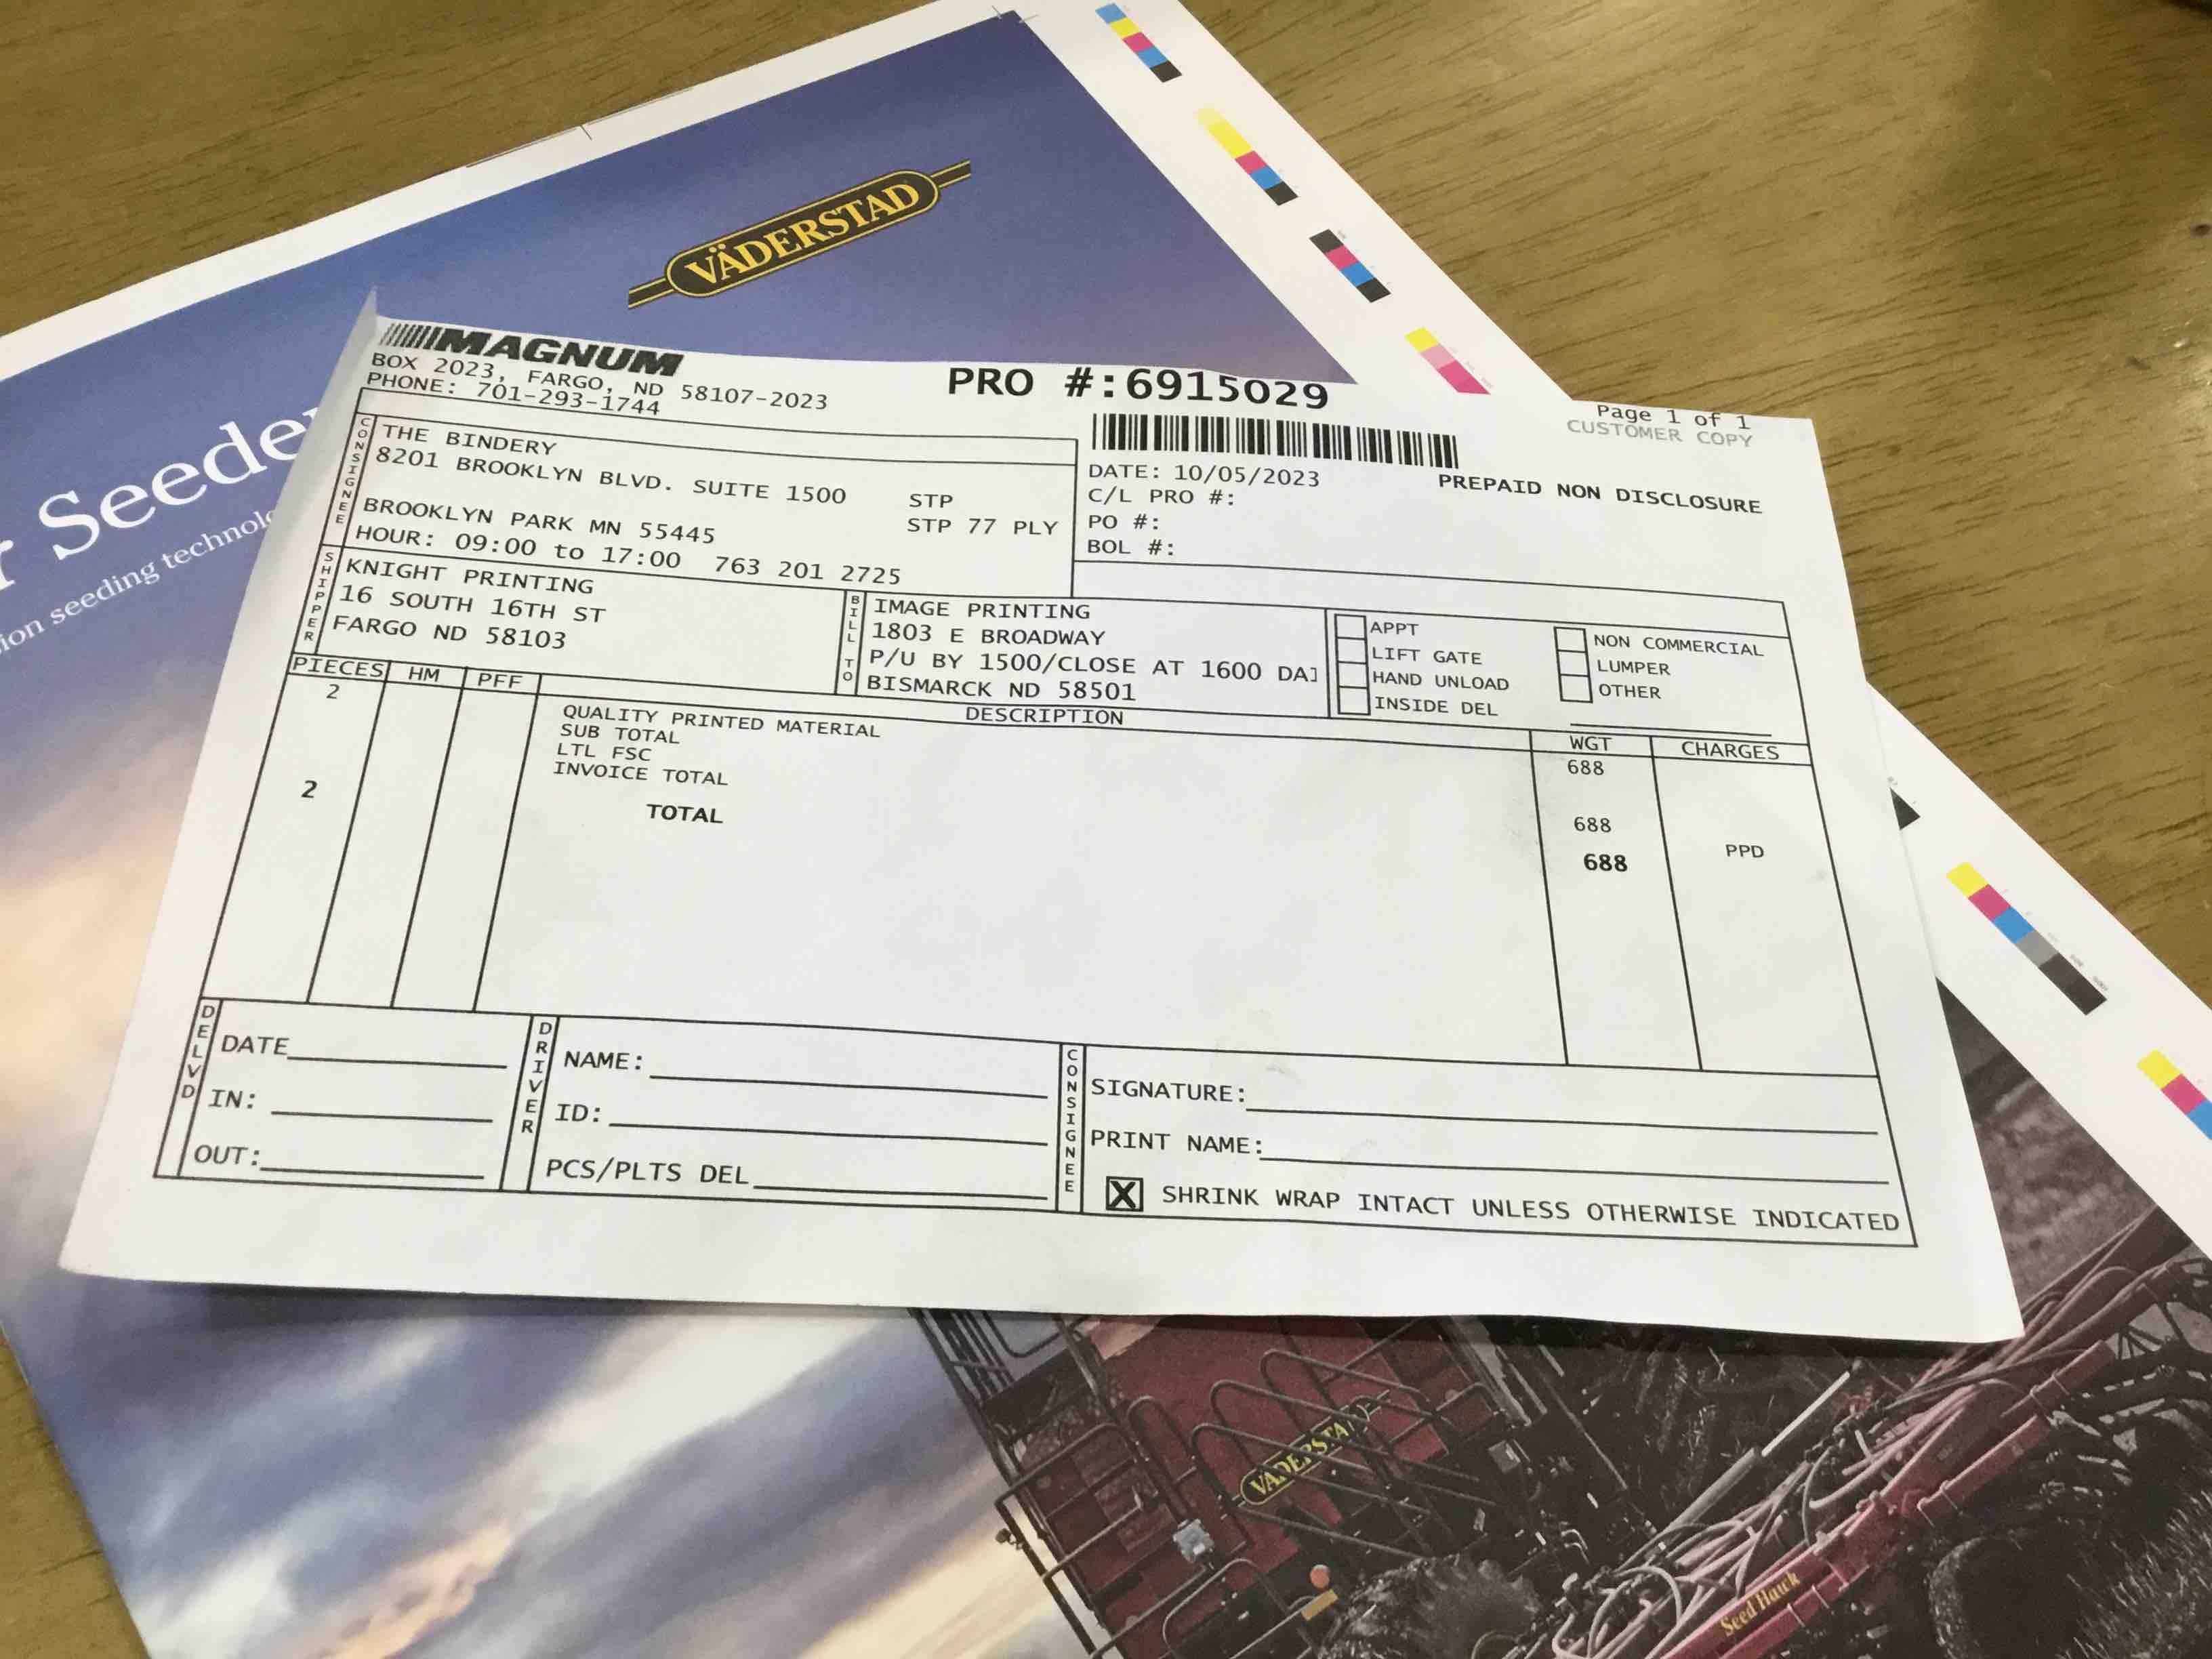 VÄDERSTAD
Seeder
ion seeding technolo
MAGNUM
BOX 2023, FARGO, ND 58107-2023
PHONE: 701-293-1744
PRO #:6915029
Page 1 of 1
CUSTOMER COPY
DATE: 10/05/2023
PREPAID NON DISCLOSURE
C/L PRO #:
PO #:
BOL #:
CONSIGNEE
THE BINDERY
8201 BROOKLYN BLVD. SUITE 1500
STP
BROOKLYN PARK MN 55445
STP 77 PLY
HOUR: 09:00 to 17:00 763 201 2725
SHIPPER
KNIGHT PRINTING
16 SOUTH 16TH ST
FARGO ND 58103
BILL TO
IMAGE PRINTING
1803 E BROADWAY
P/U BY 1500/CLOSE AT 1600 DAI
BISMARCK ND 58501
APPT
LIFT GATE
HAND UNLOAD
INSIDE DEL
NON COMMERCIAL
LUMPER
OTHER
PIECES HM PFF DESCRIPTION WGT CHARGES
2 QUALITY PRINTED MATERIAL 688
SUB TOTAL
LTL FSC
INVOICE TOTAL 688 PPD
2 TOTAL 688
DELVD
DATE
IN:
OUT:
DRIVER
NAME:
ID:
PCS/PLTS DEL
CONSIGNEE
SIGNATURE:
PRINT NAME:
X SHRINK WRAP INTACT UNLESS OTHERWISE INDICATED
VÄDERSTAD
Seed Hawk